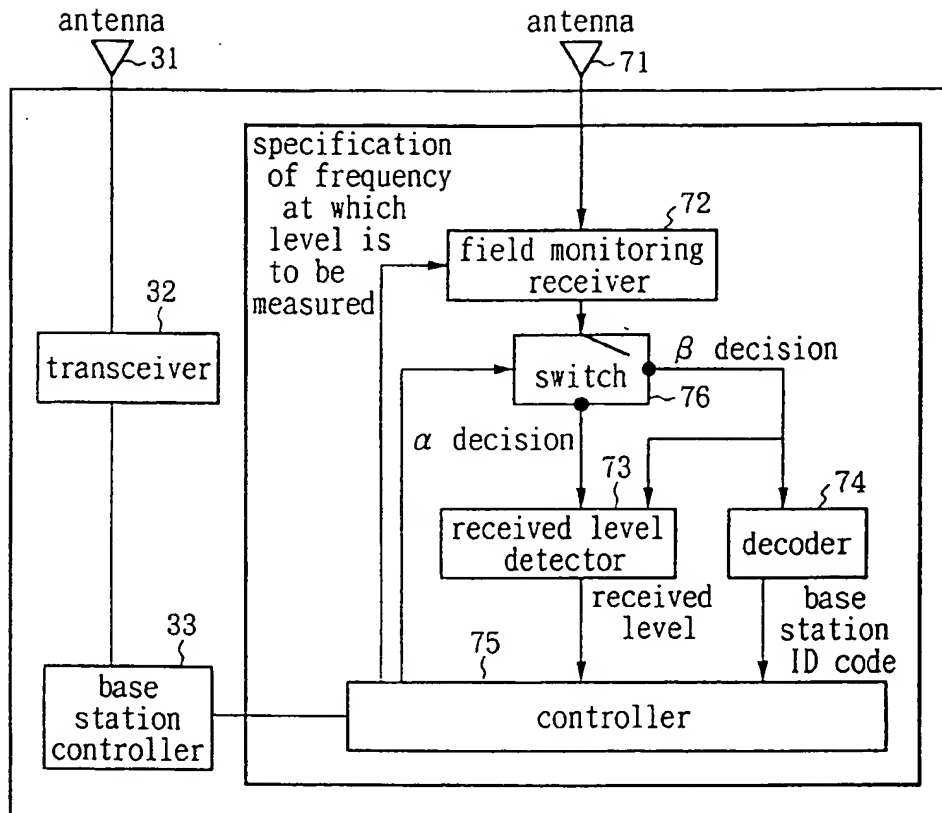 antenna
31
antenna
71
specification
of frequency
at which
level is
to be
measured
72
field monitoring
receiver
32
transceiver
switch
β decision
76
α decision
73
received level
detector
74
decoder
received
level
base
station
ID code
33
base
station
controller
75
controller